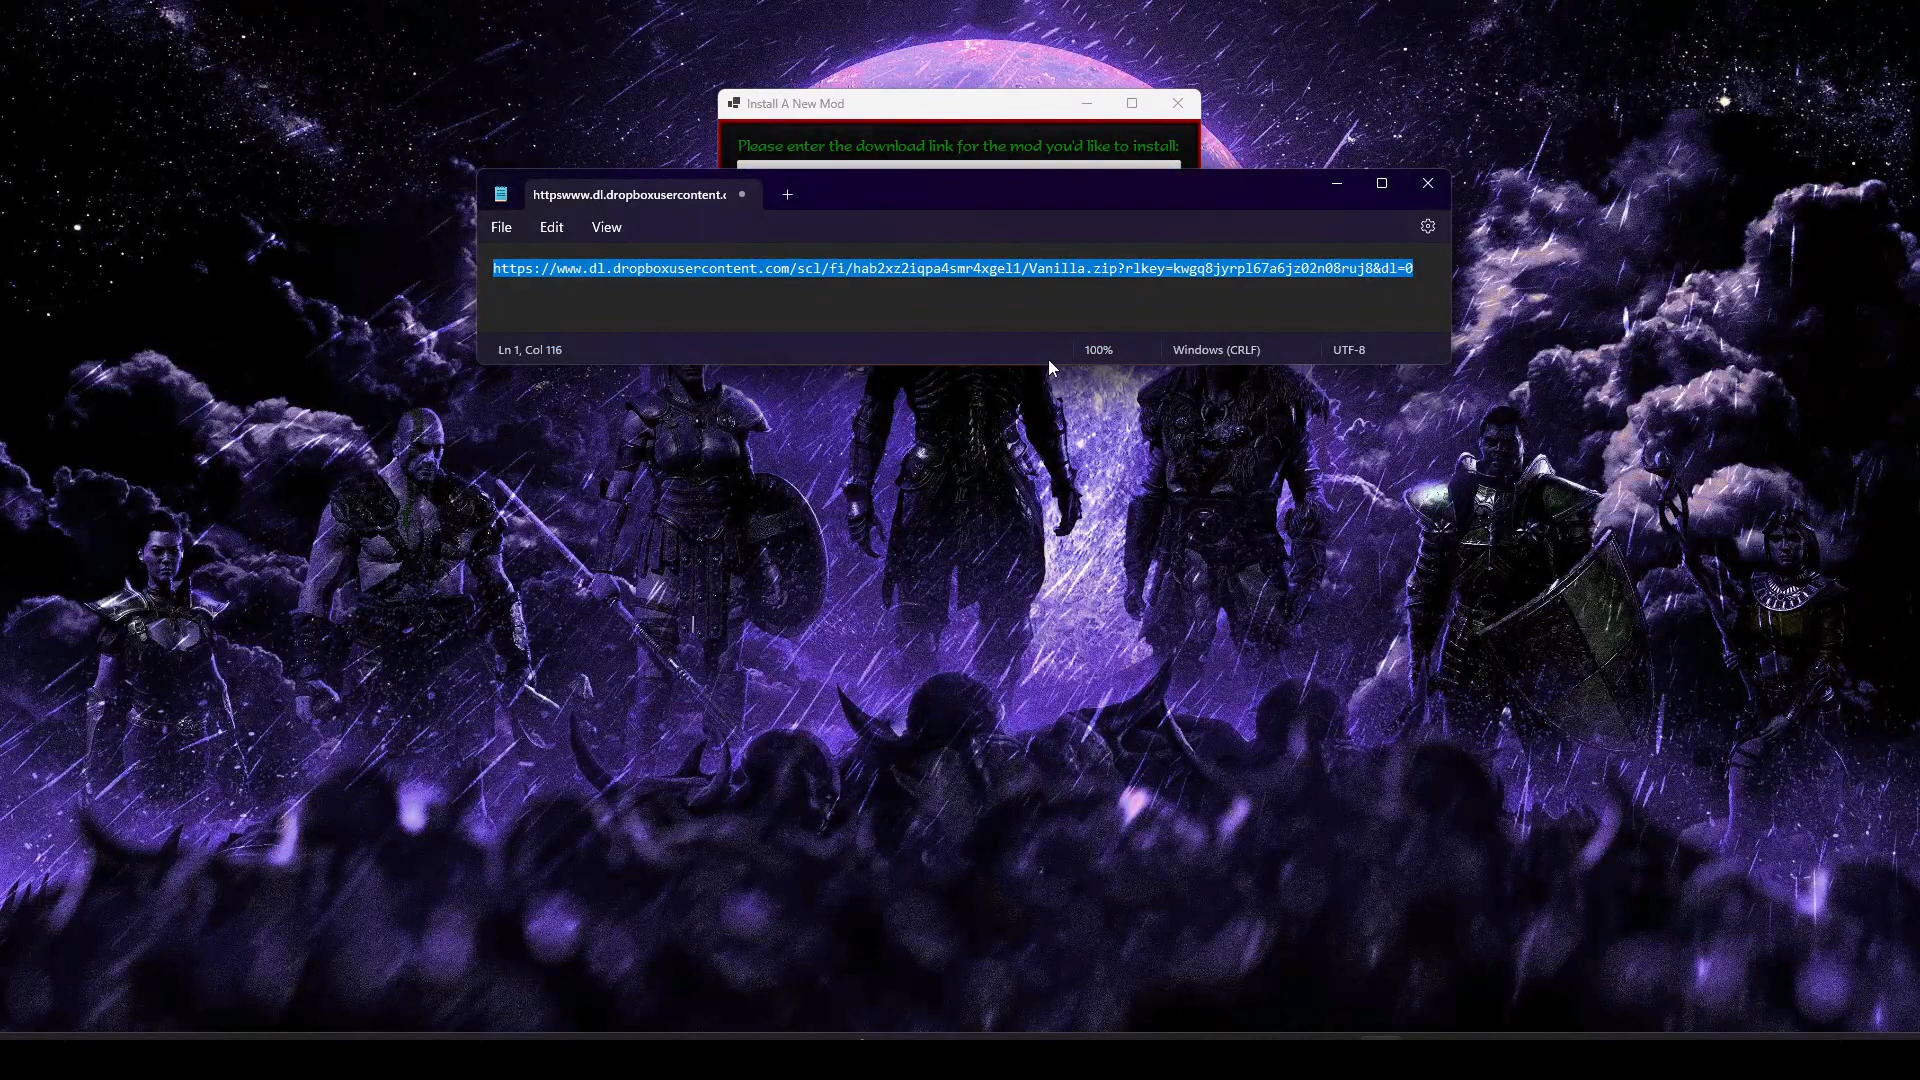 Install A New Mod
Please enter the download link for the mod you'd like to install:
httpswww.dl.dropboxusercontent.c
File Edit View
https://www.dl.dropboxusercontent.com/scl/fi/hab2xz2iqpa4smr4xgel1/Vanilla.zip?rlkey=kwgq8jyrpl67a6jz02n08ruj8&dl=0
Ln 1, Col 116 100% Windows (CRLF) UTF-8